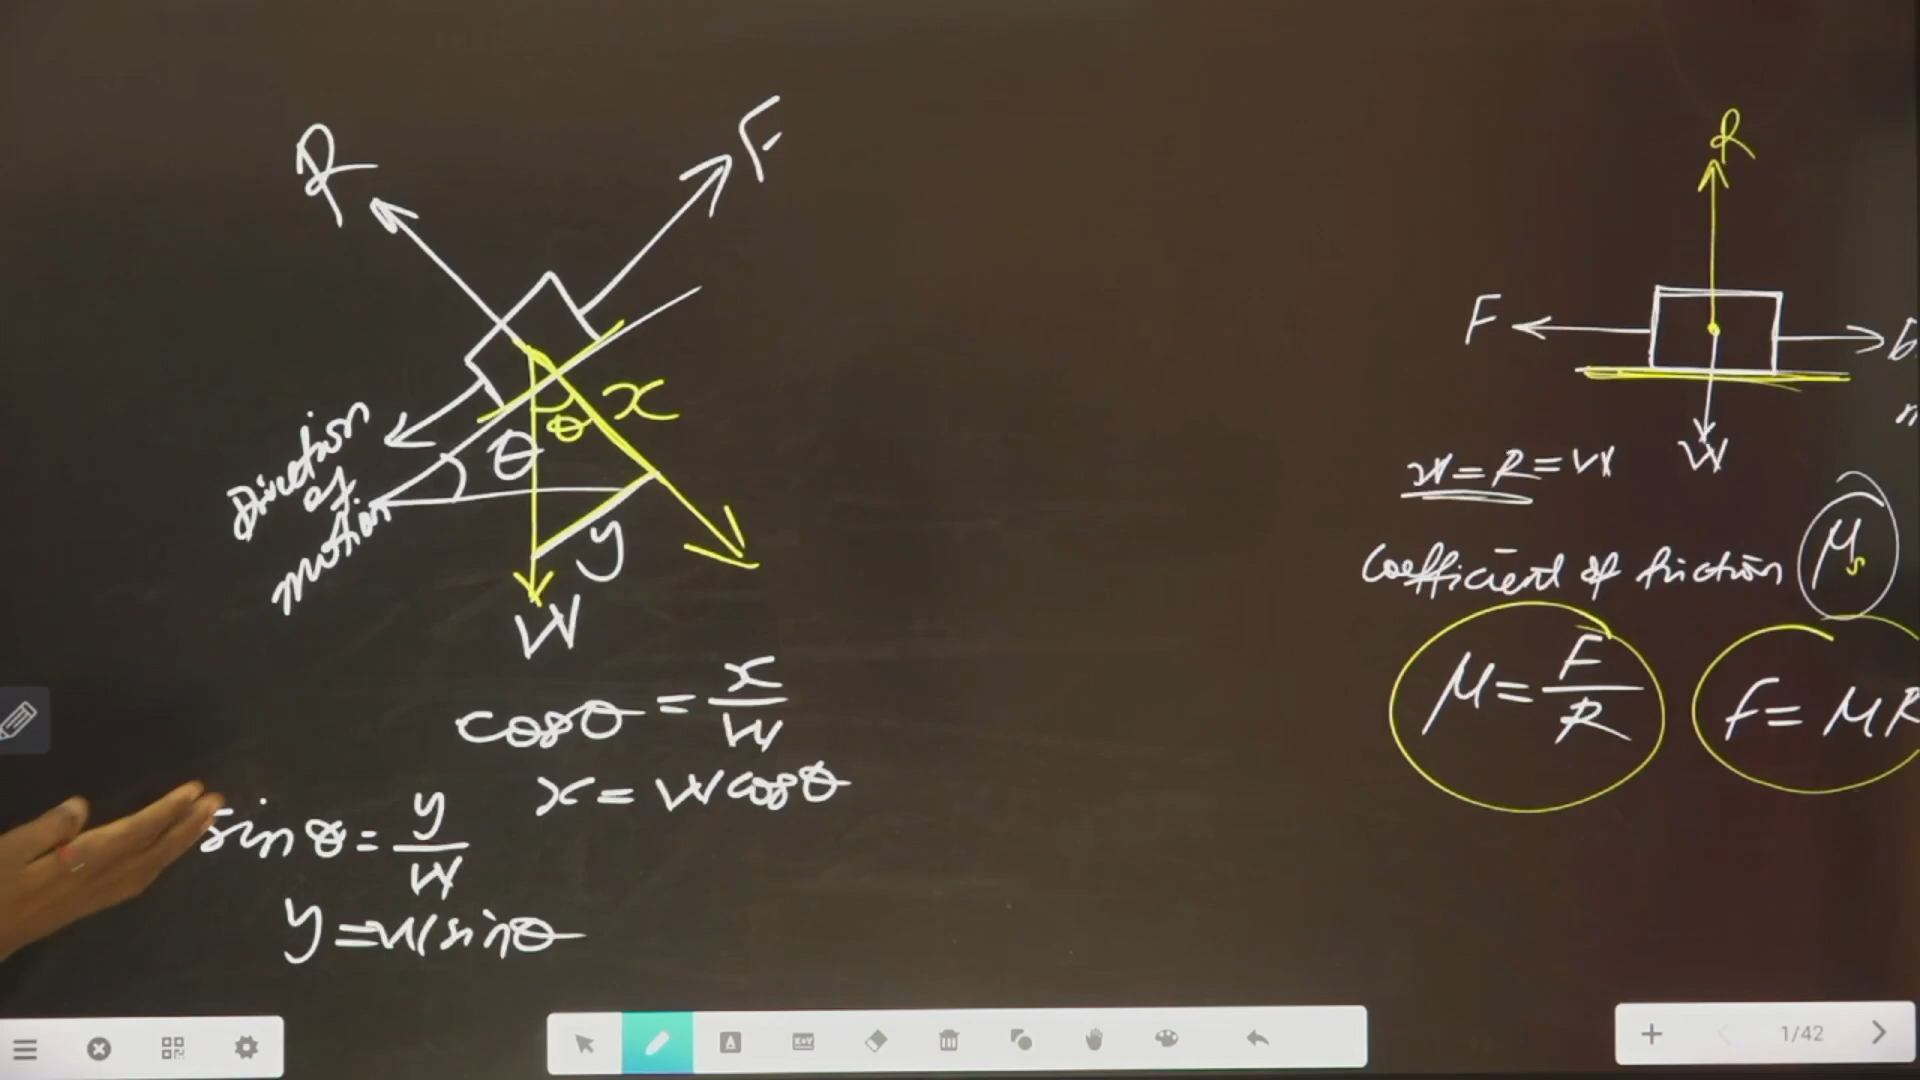 R
F
x
θ
θ
Direction
of
motion
y
W
cosθ = x/W
x = W cosθ
sinθ = y/W
y = W sinθ
R
F
W
R = W
Coefficient of friction μs
μ = F/R
F = μR
1/42